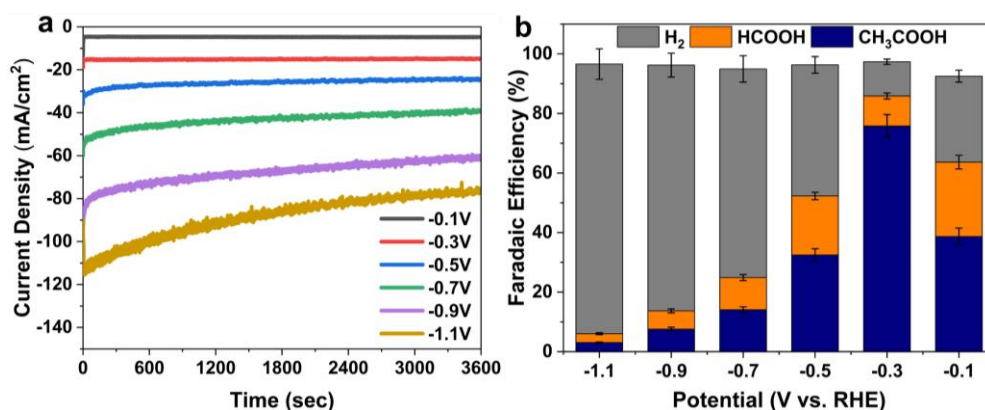 a
Current Density (mA/cm²)
0
-20
-40
-60
-80
-100
-120
-140
-0.1V
-0.3V
-0.5V
-0.7V
-0.9V
-1.1V
0 600 1200 1800 2400 3000 3600
Time (sec)
b
H₂ HCOOH CH₃COOH
Faradaic Efficiency (%)
100
80
60
40
20
0
-1.1 -0.9 -0.7 -0.5 -0.3 -0.1
Potential (V vs. RHE)